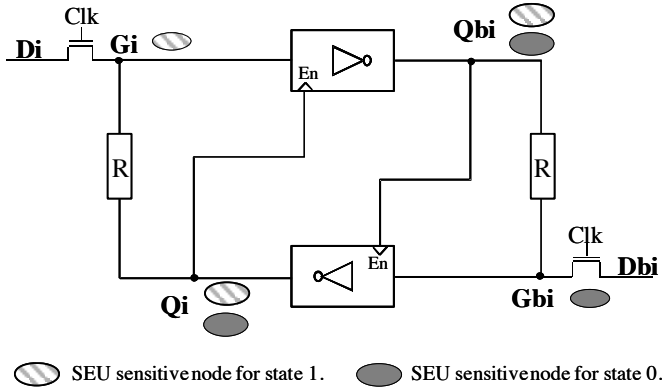 Clk
Di
Gi
Qbi
En
R
R
En
Clk
Dbi
Qi
Gbi
SEU sensitive node for state 1.
SEU sensitive node for state 0.